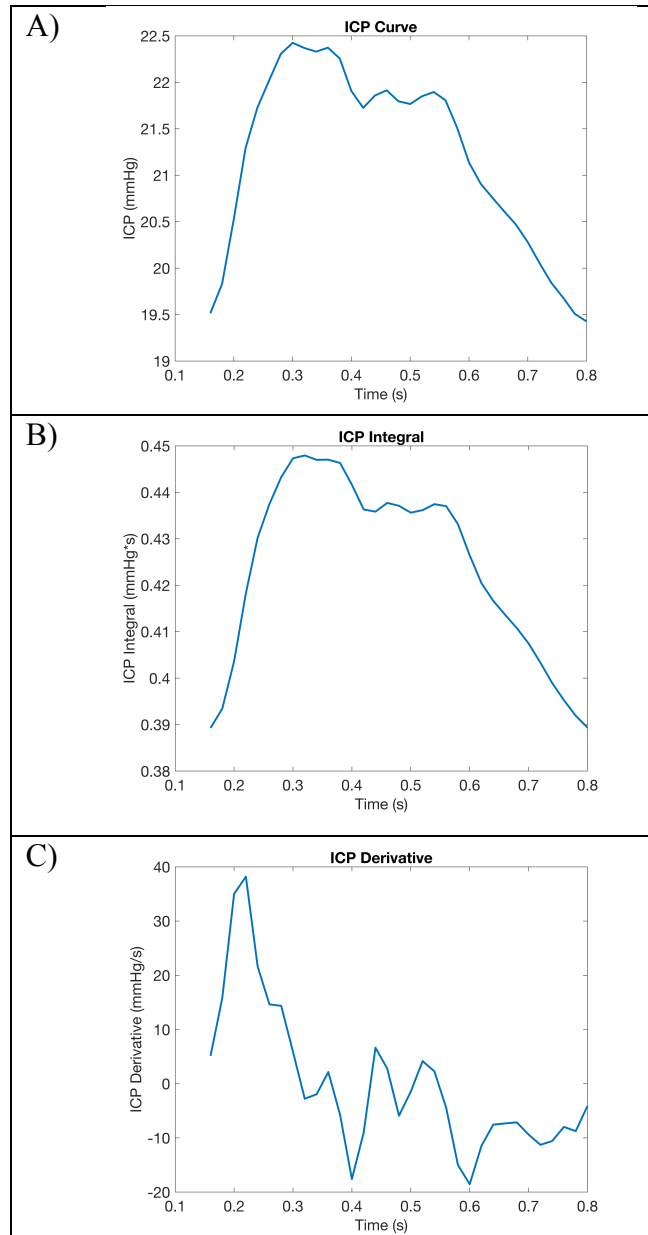 A)
ICP Curve
22.5
22
21.5
21
20.5
20
19.5
19
ICP (mmHg)
0.1 0.2 0.3 0.4 0.5 0.6 0.7 0.8
Time (s)
B)
ICP Integral
0.45
0.44
0.43
0.42
0.41
0.4
0.39
0.38
ICP Integral (mmHg*s)
0.1 0.2 0.3 0.4 0.5 0.6 0.7 0.8
Time (s)
C)
ICP Derivative
40
30
20
10
0
-10
-20
ICP Derivative (mmHg/s)
0.1 0.2 0.3 0.4 0.5 0.6 0.7 0.8
Time (s)